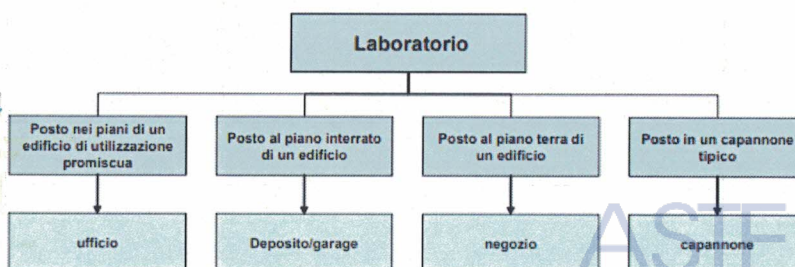 Laboratorio
Posto nei piani di un
edificio di utilizzazione
promiscua
Posto al piano interrato
di un edificio
Posto al piano terra di
un edificio
Posto in un capannone
tipico
ufficio
Deposito/garage
negozio
capannone
ASTE